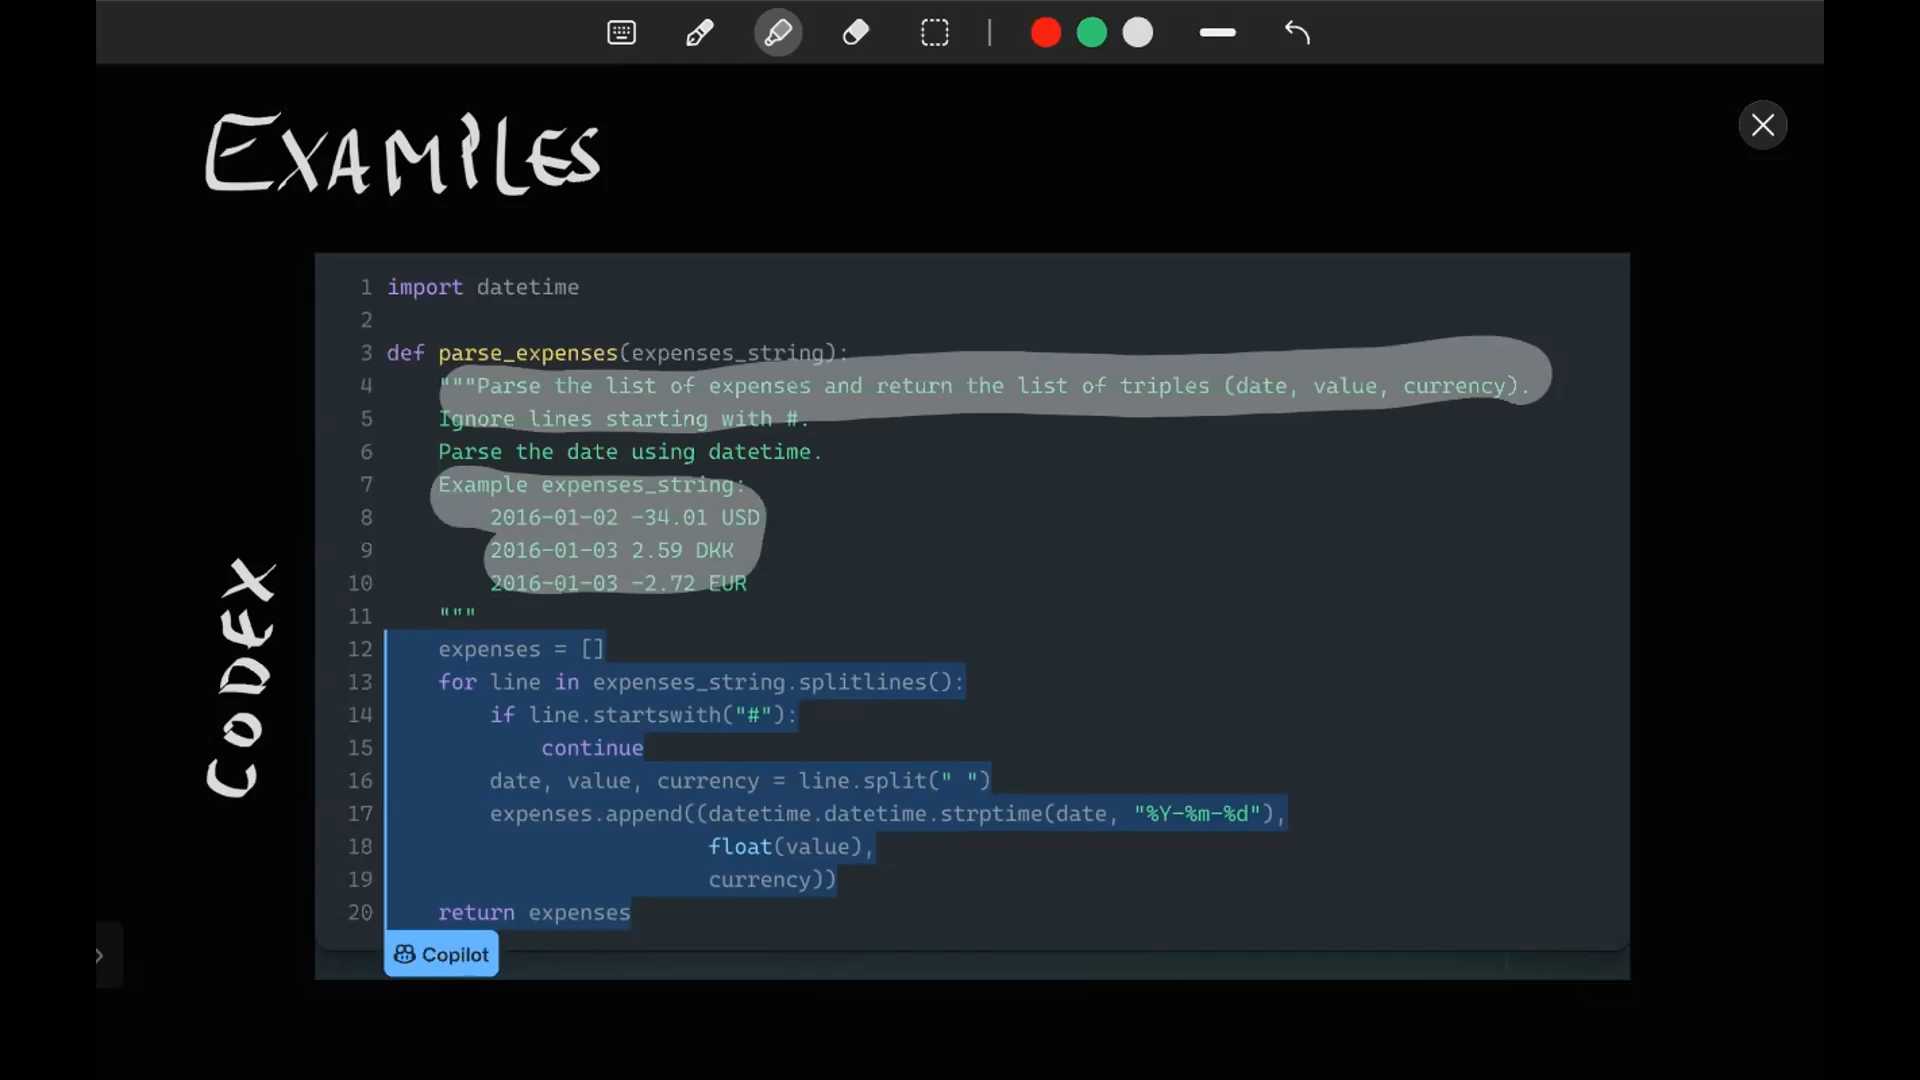 EXAMPLES
CODEX
1 import datetime
2
3 def parse_expenses(expenses_string):
4     """Parse the list of expenses and return the list of triples (date, value, currency).
5     Ignore lines starting with #.
6     Parse the date using datetime.
7     Example expenses_string:
8         2016-01-02 -34.01 USD
9         2016-01-03 2.59 DKK
10         2016-01-03 -2.72 EUR
11     """
12     expenses = []
13     for line in expenses_string.splitlines():
14         if line.startswith("#"):
15             continue
16         date, value, currency = line.split(" ")
17         expenses.append((datetime.datetime.strptime(date, "%Y-%m-%d"),
18                          float(value),
19                          currency))
20     return expenses
Copilot